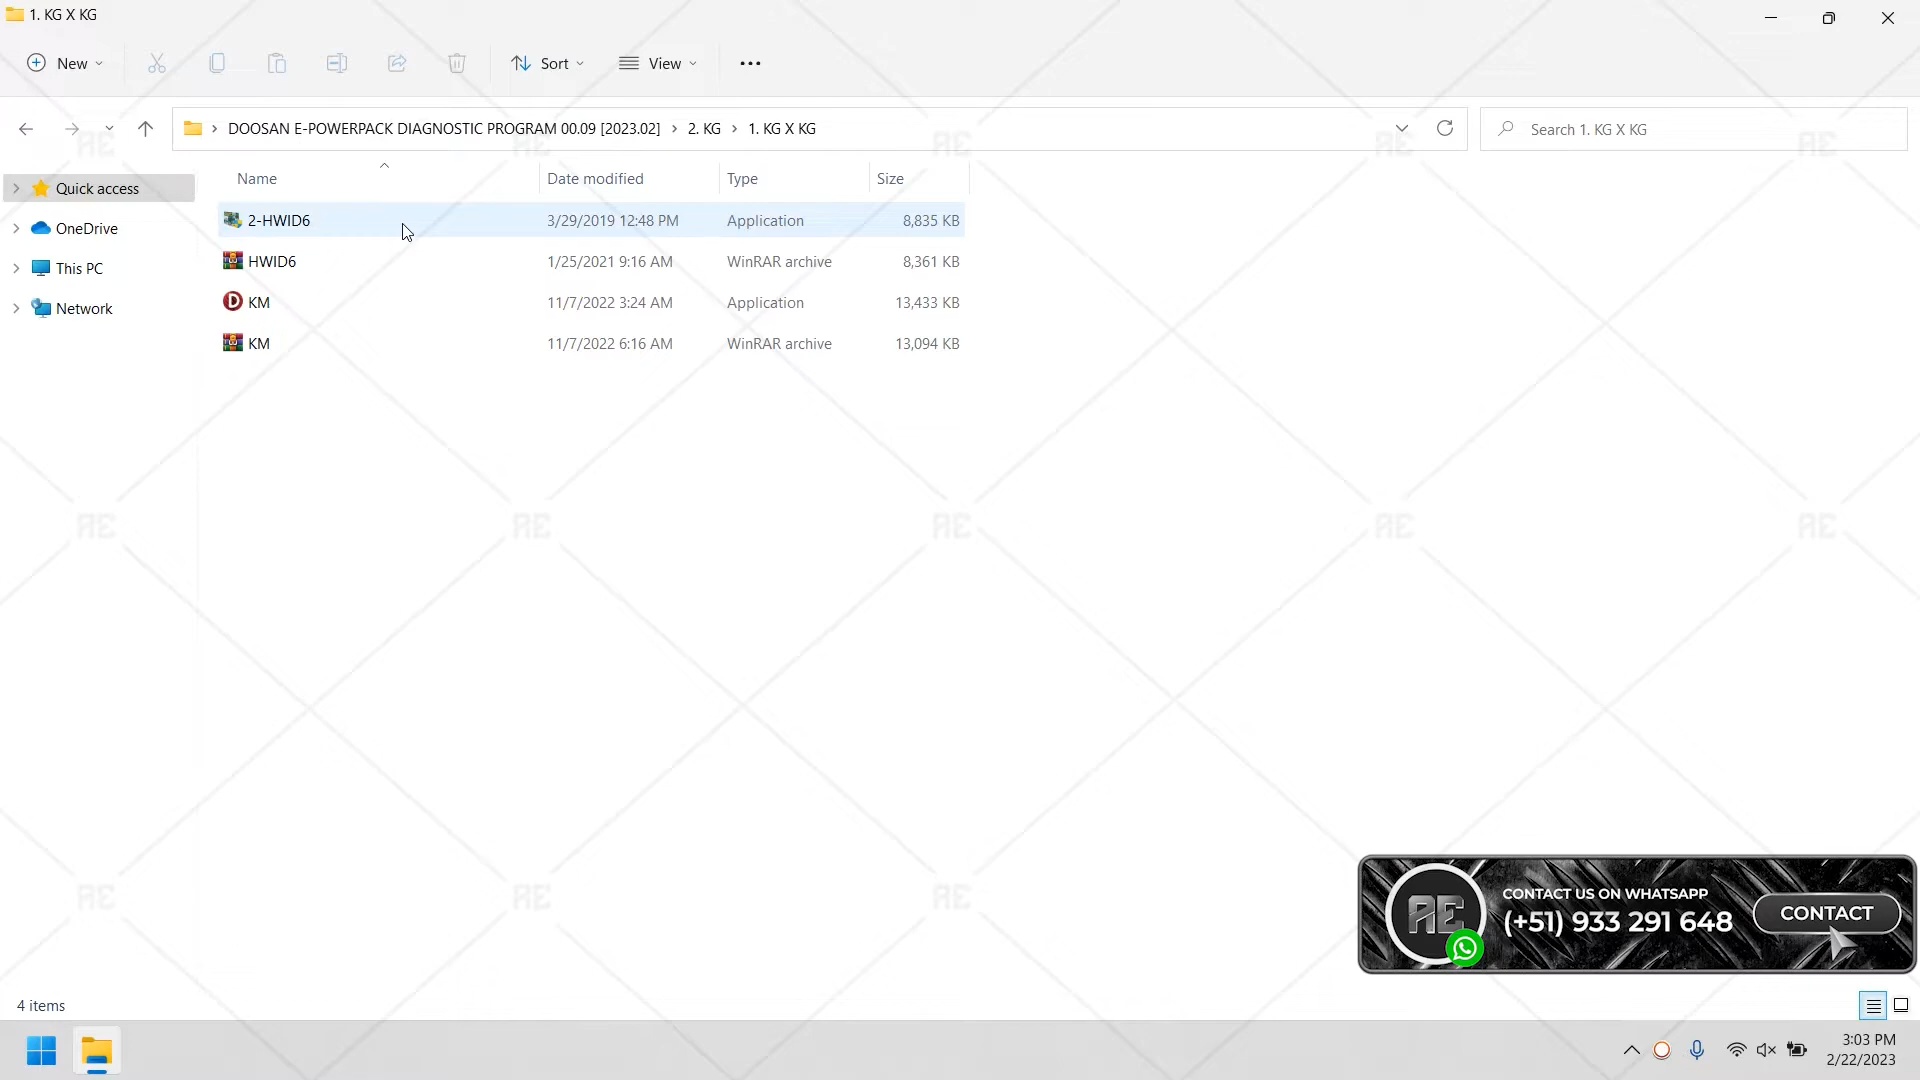 1. KG X KG
New
Sort
View
DOOSAN E-POWERPACK DIAGNOSTIC PROGRAM 00.09 [2023.02] > 2. KG > 1. KG X KG
Search 1. KG X KG
Name Date modified Type Size
Quick access
OneDrive
This PC
Network
2-HWID6 3/29/2019 12:48 PM Application 8,835 KB
HWID6 1/25/2021 9:16 AM WinRAR archive 8,361 KB
KM 11/7/2022 3:24 AM Application 13,433 KB
KM 11/7/2022 6:16 AM WinRAR archive 13,094 KB
AE
CONTACT US ON WHATSAPP
(+51) 933 291 648
CONTACT
4 items
3:03 PM
2/22/2023